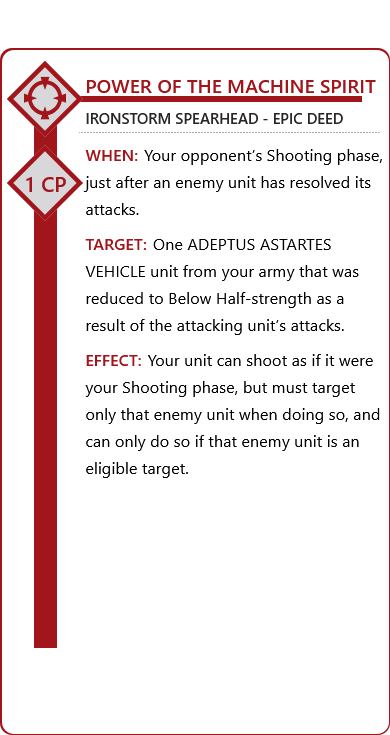 POWER OF THE MACHINE SPIRIT
IRONSTORM SPEARHEAD - EPIC DEED
1 CP
WHEN: Your opponent's Shooting phase,
just after an enemy unit has resolved its
attacks.
TARGET: One ADEPTUS ASTARTES
VEHICLE unit from your army that was
reduced to Below Half-strength as a
result of the attacking unit's attacks.
EFFECT: Your unit can shoot as if it were
your Shooting phase, but must target
only that enemy unit when doing so, and
can only do so if that enemy unit is an
eligible target.